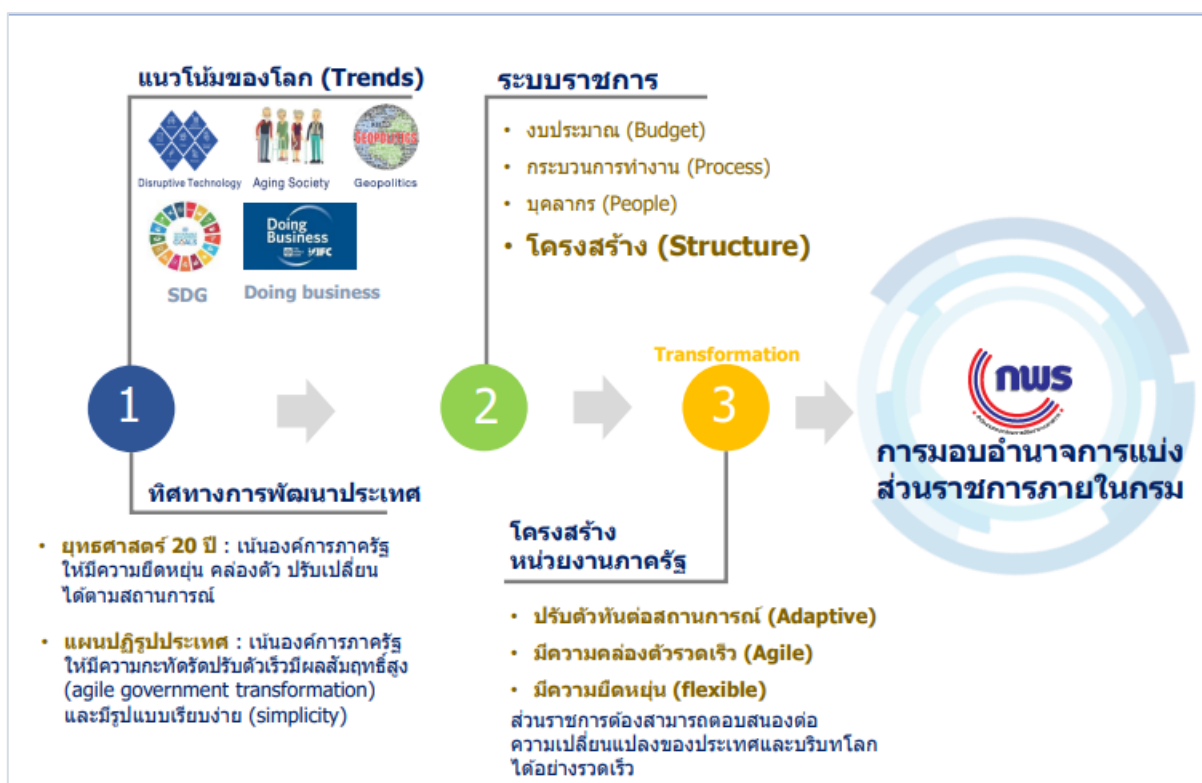 แนวโน้มของโลก (Trends)
Disruptive Technology
Aging Society
GEOPOLITICS
Geopolitics
GOALS
Doing
Business
IFC
SDG
Doing business
1
ทิศทางการพัฒนาประเทศ
• ยุทธศาสตร์ 20 ปี : เน้นองค์การภาครัฐ
ให้มีความยืดหยุ่น คล่องตัว ปรับเปลี่ยน
ได้ตามสถานการณ์
• แผนปฏิรูปประเทศ : เน้นองค์การภาครัฐ
ให้มีความกะทัดรัดปรับตัวเร็วมีผลสัมฤทธิ์สูง
(agile government transformation)
และมีรูปแบบเรียบง่าย (simplicity)
ระบบราชการ
• งบประมาณ (Budget)
• กระบวนการทำงาน (Process)
• บุคลากร (People)
• โครงสร้าง (Structure)
2
Transformation
3
โครงสร้าง
หน่วยงานภาครัฐ
• ปรับตัวทันต่อสถานการณ์ (Adaptive)
• มีความคล่องตัวรวดเร็ว (Agile)
• มีความยืดหยุ่น (flexible)
ส่วนราชการต้องสามารถตอบสนองต่อ
ความเปลี่ยนแปลงของประเทศและบริบทโลก
ได้อย่างรวดเร็ว
กพร
การมอบอำนาจการแบ่ง
ส่วนราชการภายในกรม